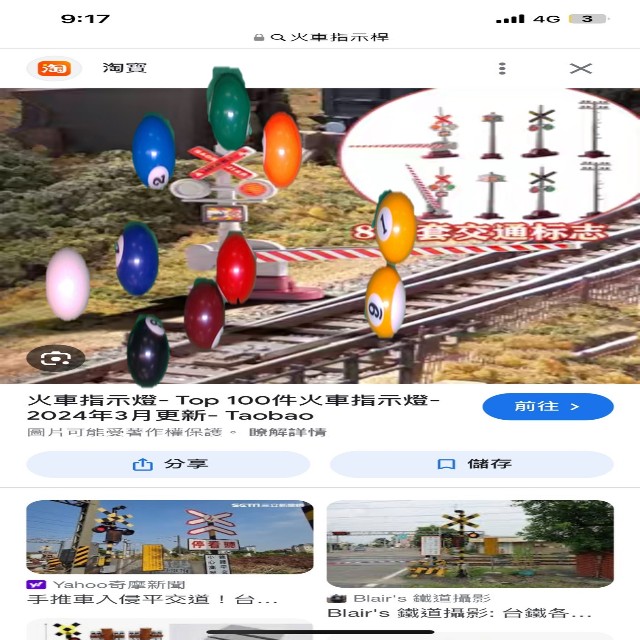 9:17
4G
3
火車指示桿
淘
淘寶
2
1
9
8
套交通标志
火車指示燈- Top 100件火車指示燈-
2024年3月更新- Taobao
前往 >
圖片可能受著作權保護。 瞭解詳情
分享
儲存
停看聽
Yahoo奇摩新聞
手推車入侵平交道！台...
Blair's 鐵道攝影
Blair's 鐵道攝影: 台鐵各...